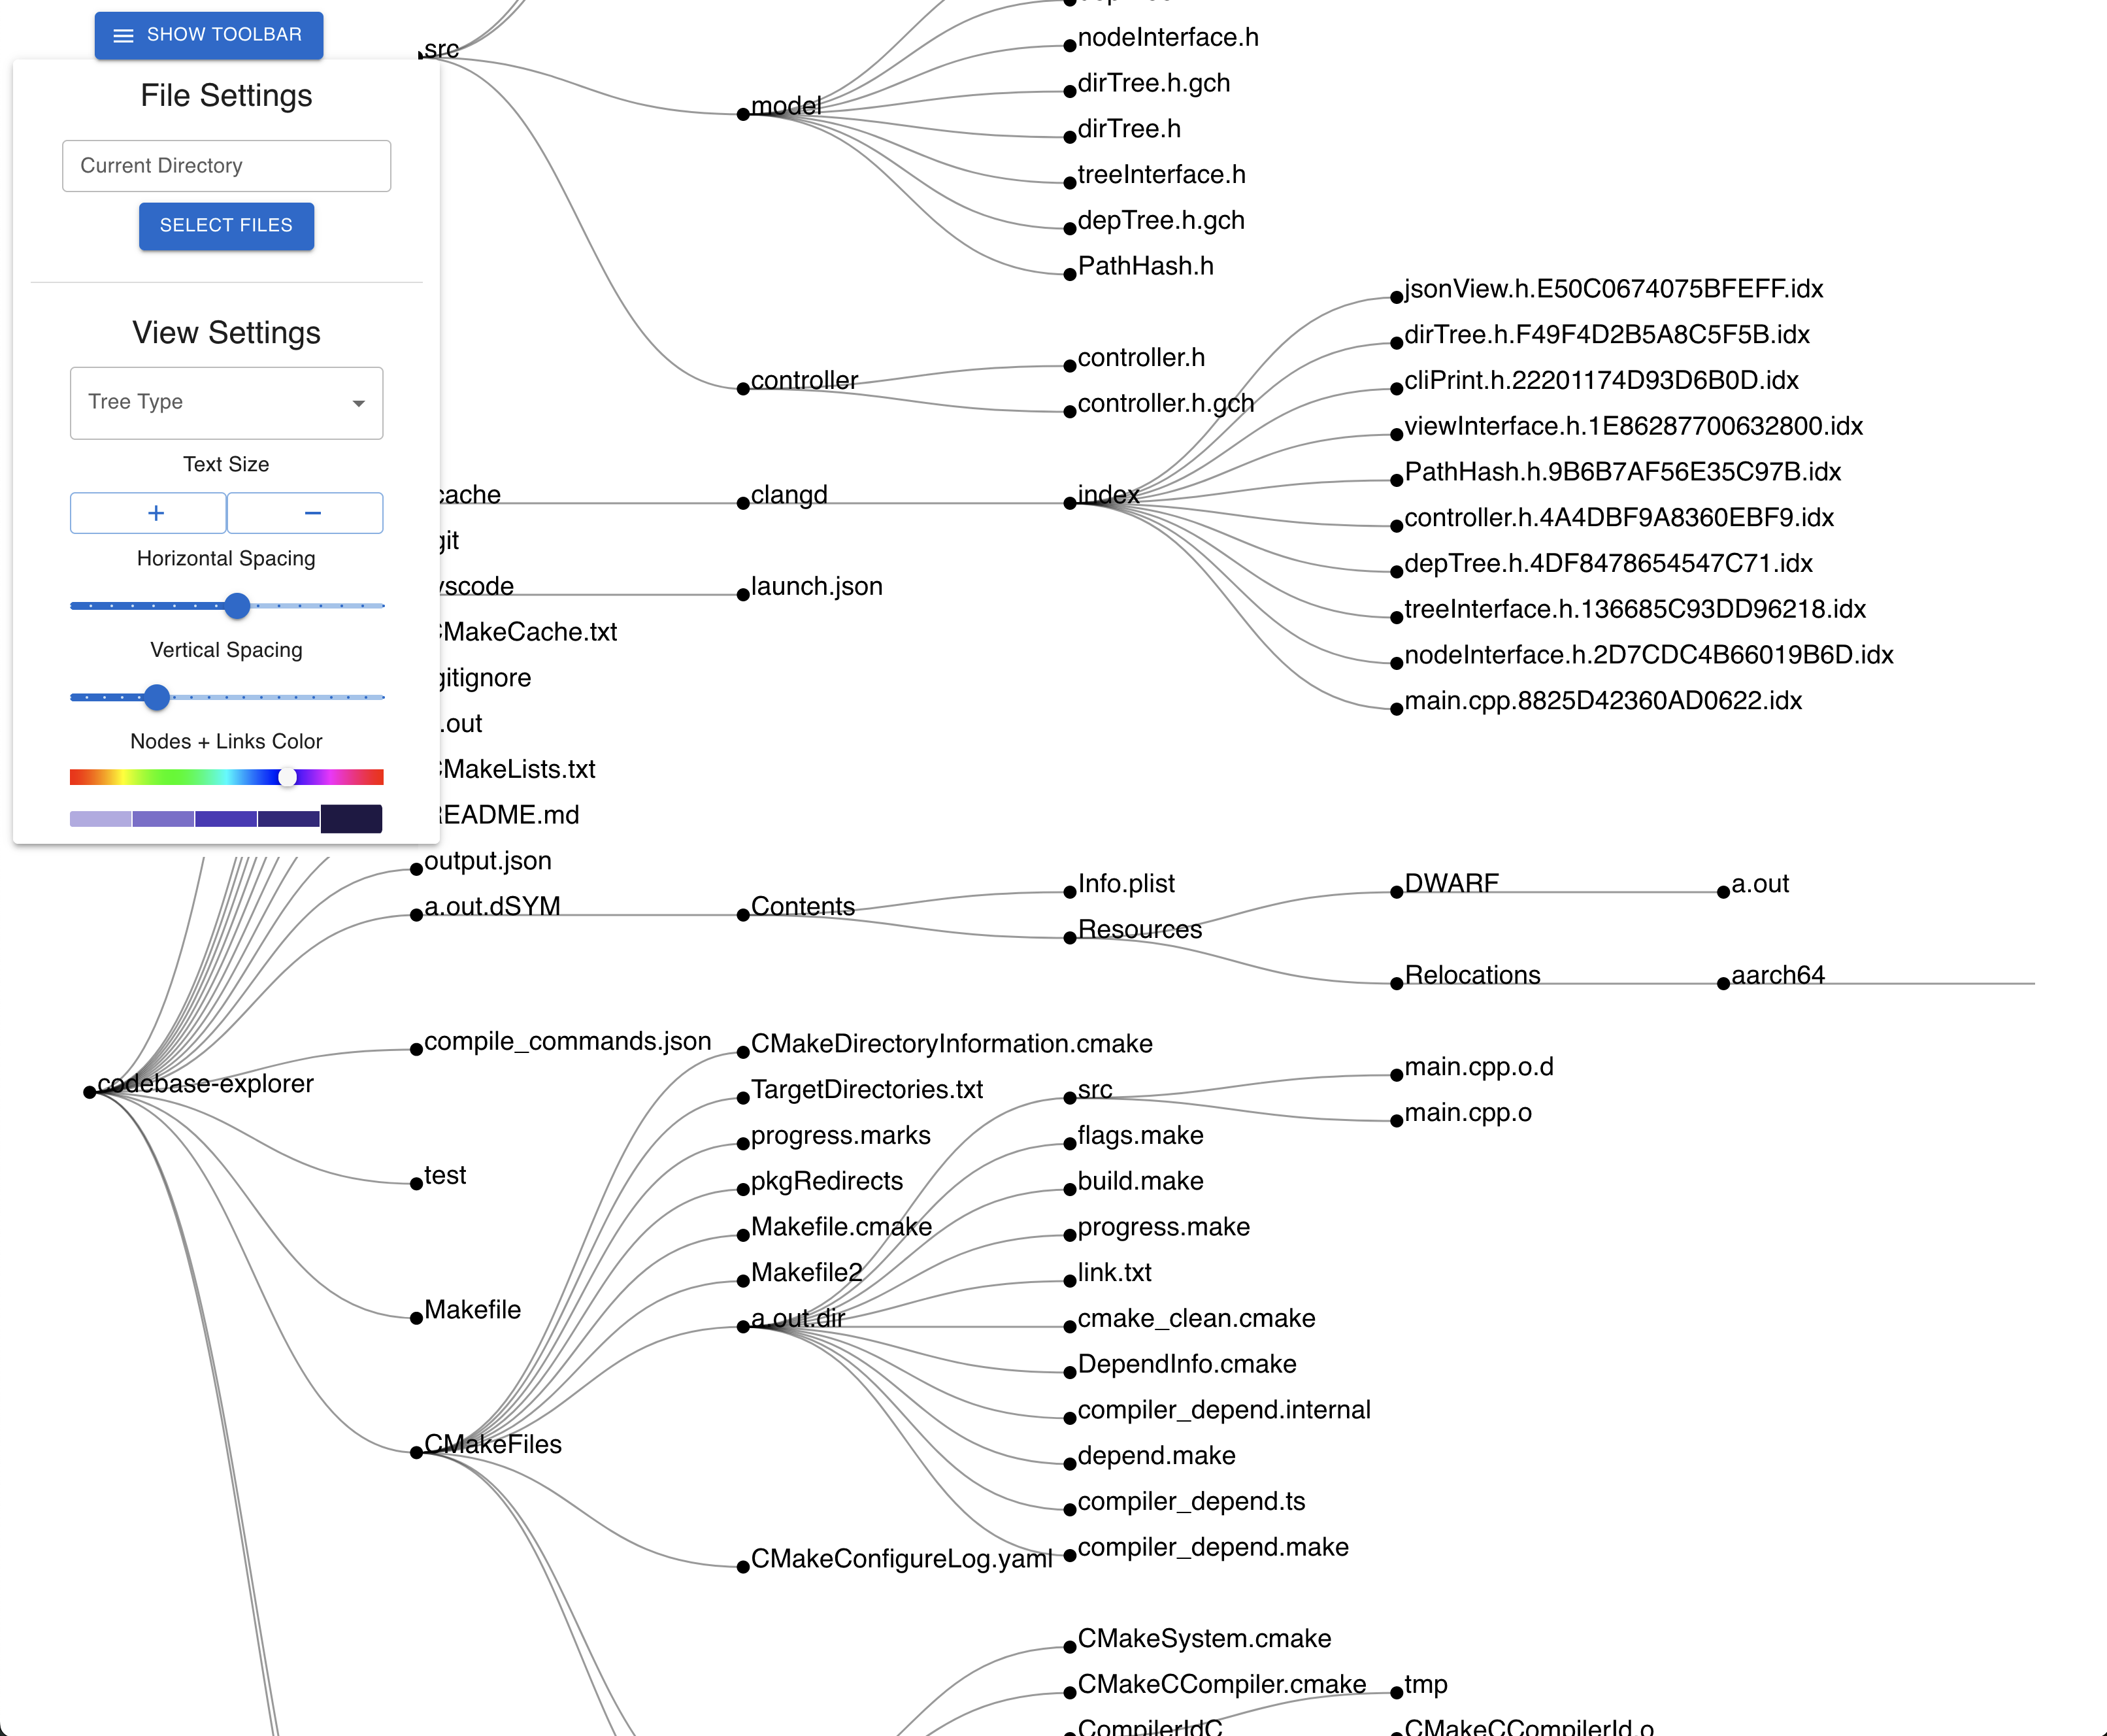 SHOW TOOLBAR
File Settings
Current Directory
SELECT FILES
View Settings
Tree Type
Text Size
+ −
Horizontal Spacing
Vertical Spacing
Nodes + Links Color
src
model
nodeInterface.h
dirTree.h.gch
dirTree.h
treeInterface.h
depTree.h.gch
PathHash.h
controller
controller.h
controller.h.gch
cache
clangd
index
jsonView.h.E50C0674075BFEFF.idx
dirTree.h.F49F4D2B5A8C5F5B.idx
cliPrint.h.22201174D93D6B0D.idx
viewInterface.h.1E86287700632800.idx
PathHash.h.9B6B7AF56E35C97B.idx
controller.h.4A4DBF9A8360EBF9.idx
depTree.h.4DF8478654547C71.idx
treeInterface.h.136685C93DD96218.idx
nodeInterface.h.2D7CDC4B66019B6D.idx
main.cpp.8825D42360AD0622.idx
git
vscode
launch.json
CMakeCache.txt
gitignore
.out
CMakeLists.txt
README.md
output.json
a.out.dSYM
Contents
Info.plist
Resources
DWARF
a.out
Relocations
aarch64
codebase-explorer
compile_commands.json
test
Makefile
CMakeFiles
CMakeDirectoryInformation.cmake
TargetDirectories.txt
progress.marks
pkgRedirects
Makefile.cmake
Makefile2
a.out.dir
src
main.cpp.o.d
main.cpp.o
flags.make
build.make
progress.make
link.txt
cmake_clean.cmake
DependInfo.cmake
compiler_depend.internal
depend.make
compiler_depend.ts
compiler_depend.make
CMakeConfigureLog.yaml
CMakeSystem.cmake
CMakeCCompiler.cmake
tmp
CompilerIdC
CMakeCCompilerId.o